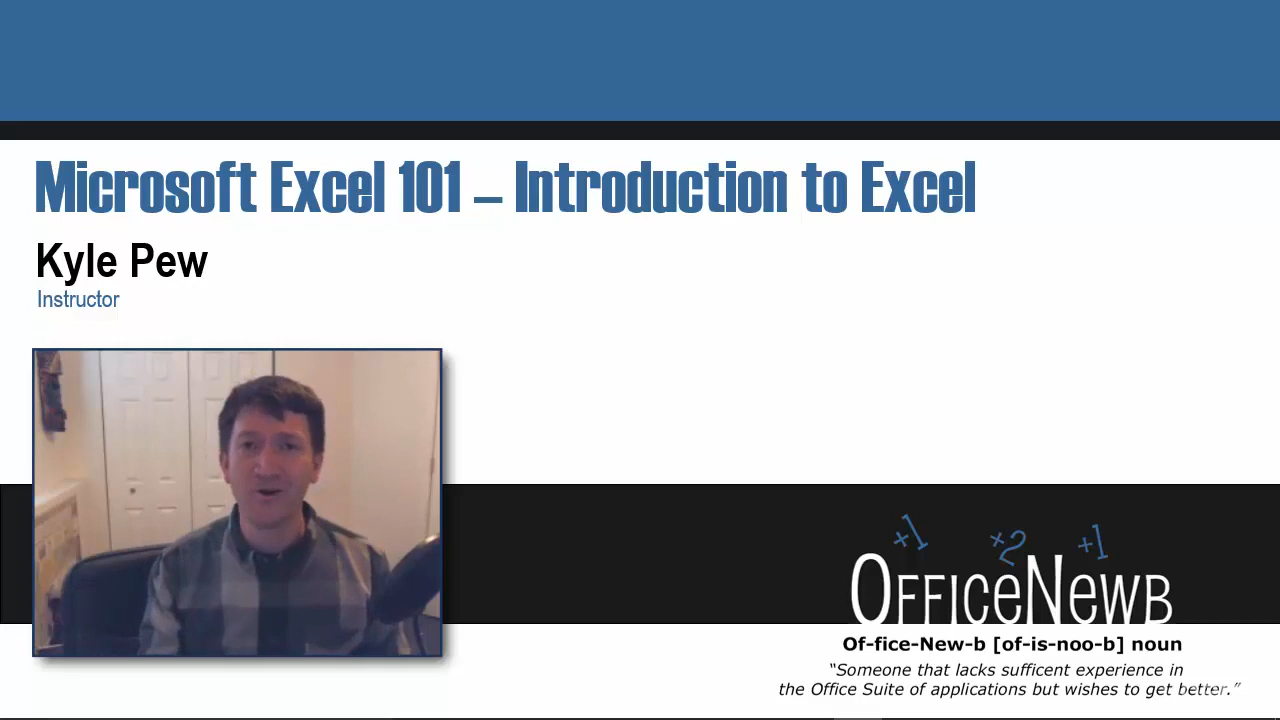 Microsoft Excel 101 – Introduction to Excel
Kyle Pew
Instructor
+1 +2 +1
OFFICENEWB
Of-fice-New-b [of-is-noo-b] noun
“Someone that lacks sufficent experience in
the Office Suite of applications but wishes to get better.”